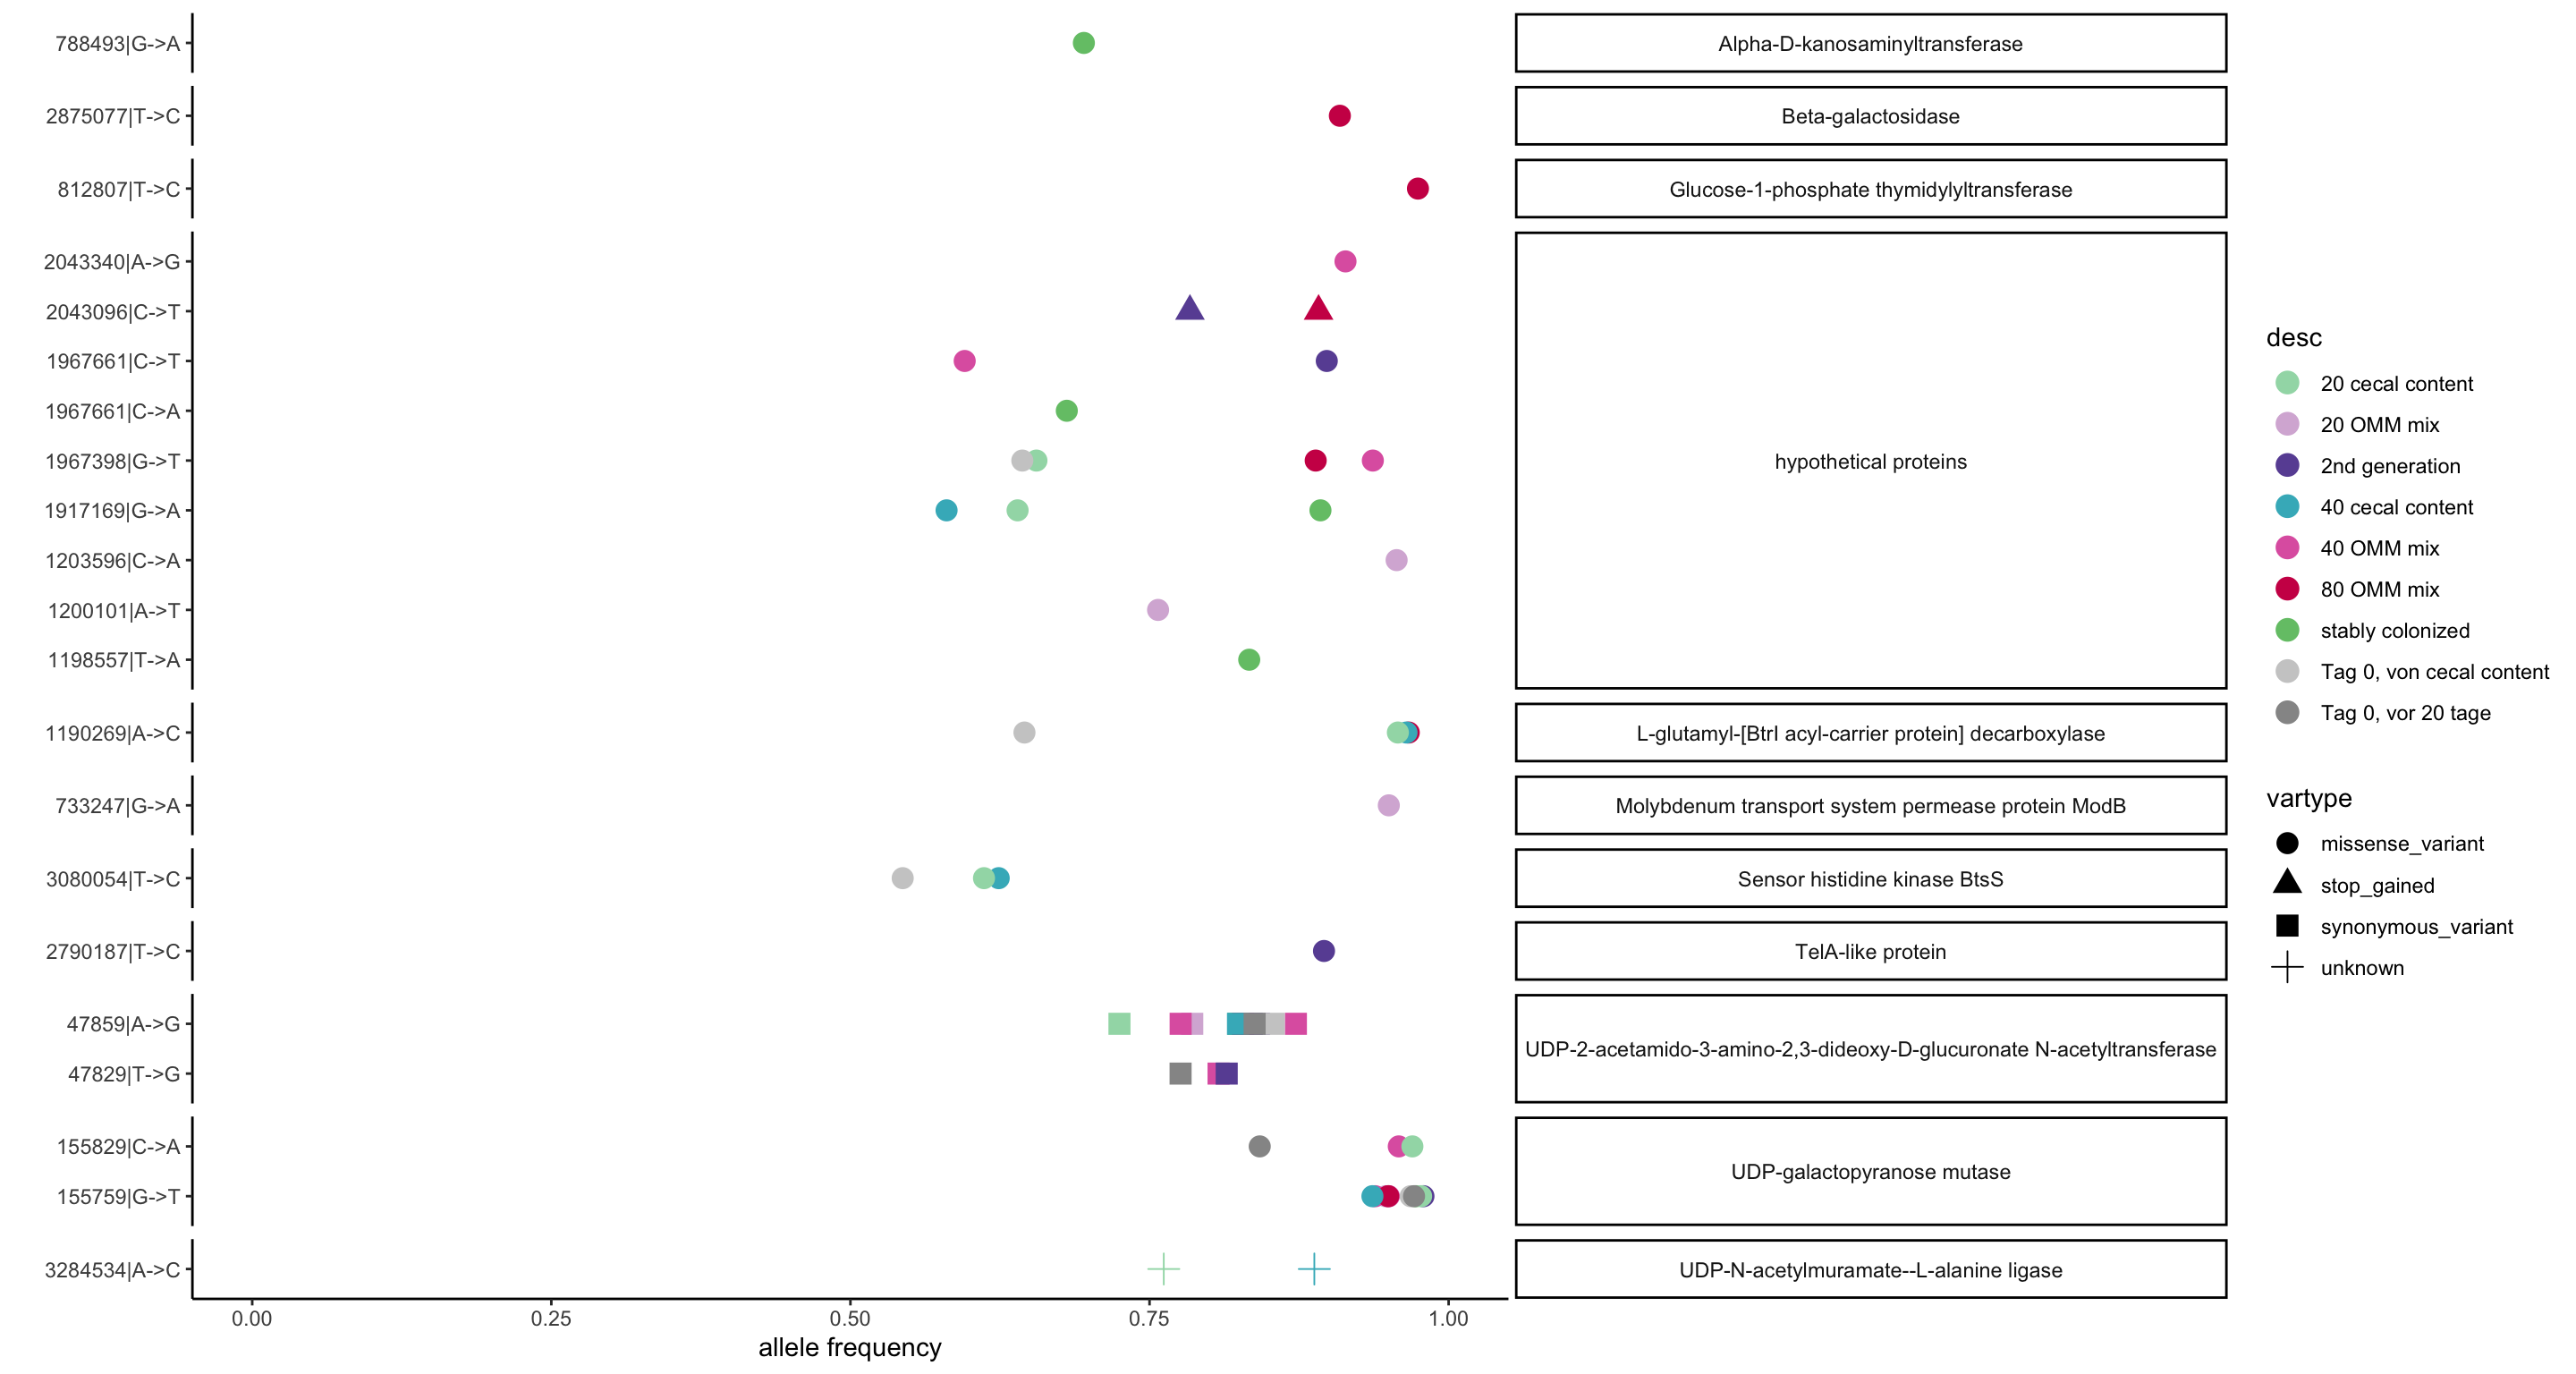 788493|G->A
Alpha-D-kanosaminyltransferase
2875077|T->C
Beta-galactosidase
812807|T->C
Glucose-1-phosphate thymidylyltransferase
2043340|A->G
2043096|C->T
1967661|C->T
1967661|C->A
1967398|G->T
1917169|G->A
1203596|C->A
1200101|A->T
1198557|T->A
hypothetical proteins
1190269|A->C
L-glutamyl-[BtrI acyl-carrier protein] decarboxylase
733247|G->A
Molybdenum transport system permease protein ModB
3080054|T->C
Sensor histidine kinase BtsS
2790187|T->C
TelA-like protein
47859|A->G
47829|T->G
UDP-2-acetamido-3-amino-2,3-dideoxy-D-glucuronate N-acetyltransferase
155829|C->A
155759|G->T
UDP-galactopyranose mutase
3284534|A->C
UDP-N-acetylmuramate--L-alanine ligase
0.00 0.25 0.50 0.75 1.00
allele frequency
desc
20 cecal content
20 OMM mix
2nd generation
40 cecal content
40 OMM mix
80 OMM mix
stably colonized
Tag 0, von cecal content
Tag 0, vor 20 tage
vartype
missense_variant
stop_gained
synonymous_variant
unknown